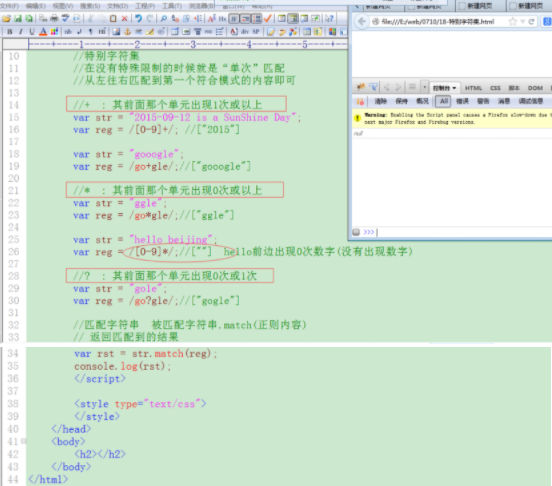 文件(F) 编辑(E) 视图(V) 搜索(S) 文档(D) 工程(P) 工具(T) 浏览器(B)
新建网页 新建网页 新建网页
file:///E:/web/0710/18-特别字符集.html
控制台 HTML CSS 脚本 DOM
清除 保持 概况 All 错误 警告 消息 调试信息
Warning: Enabling the Script panel causes a Firefox slow-down due to
next major Firefox and Firebug versions.
null
>>>
10 //特别字符集
11 //在没有特殊限制的时候就是“单次”匹配
12 //从左往右匹配到第一个符合模式的内容即可
13
14 //+ : 其前面那个单元出现1次或以上
15 var str = "2015-09-12 is a SunShine Day";
16 var reg = /[0-9]+/; //["2015"]
17
18 var str = "gooogle";
19 var reg = /go+gle/;//["gooogle"]
20
21 //* : 其前面那个单元出现0次或以上
22 var str = "ggle";
23 var reg = /go*gle/;//["ggle"]
24
25 var str = "hello beijing";
26 var reg = /[0-9]*/;//[""] hello前边出现0次数字(没有出现数字)
27
28 //? : 其前面那个单元出现0次或1次
29 var str = "gole";
30 var reg = /go?gle/;//["gogle"]
31
32 //匹配字符串 被匹配字符串.match(正则内容)
33 // 返回匹配到的结果
34 var rst = str.match(reg);
35 console.log(rst);
36 </script>
37
38 <style type="text/css">
39 </style>
40 </head>
41 <body>
42 <h2></h2>
43 </body>
44 </html>